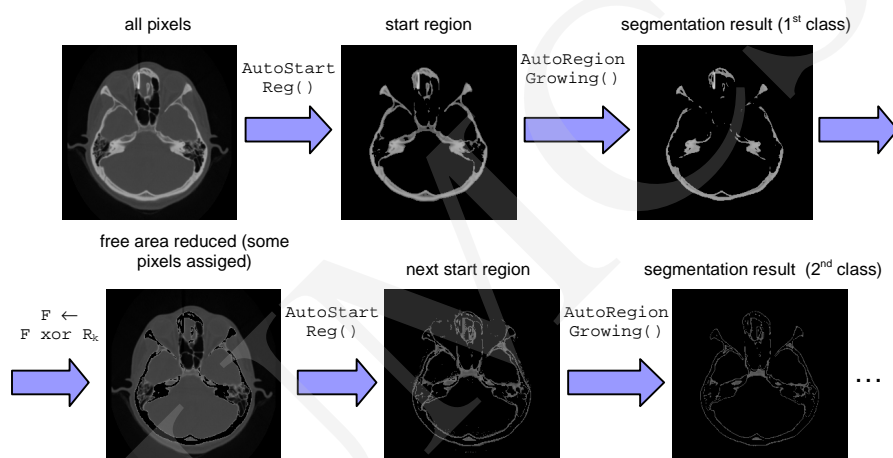 all pixels
start region
segmentation result (1st class)
AutoStart
Reg()
AutoRegion
Growing()
free area reduced (some
pixels assiged)
next start region
segmentation result (2nd class)
F ←
F xor Rk
AutoStart
Reg()
AutoRegion
Growing()
...